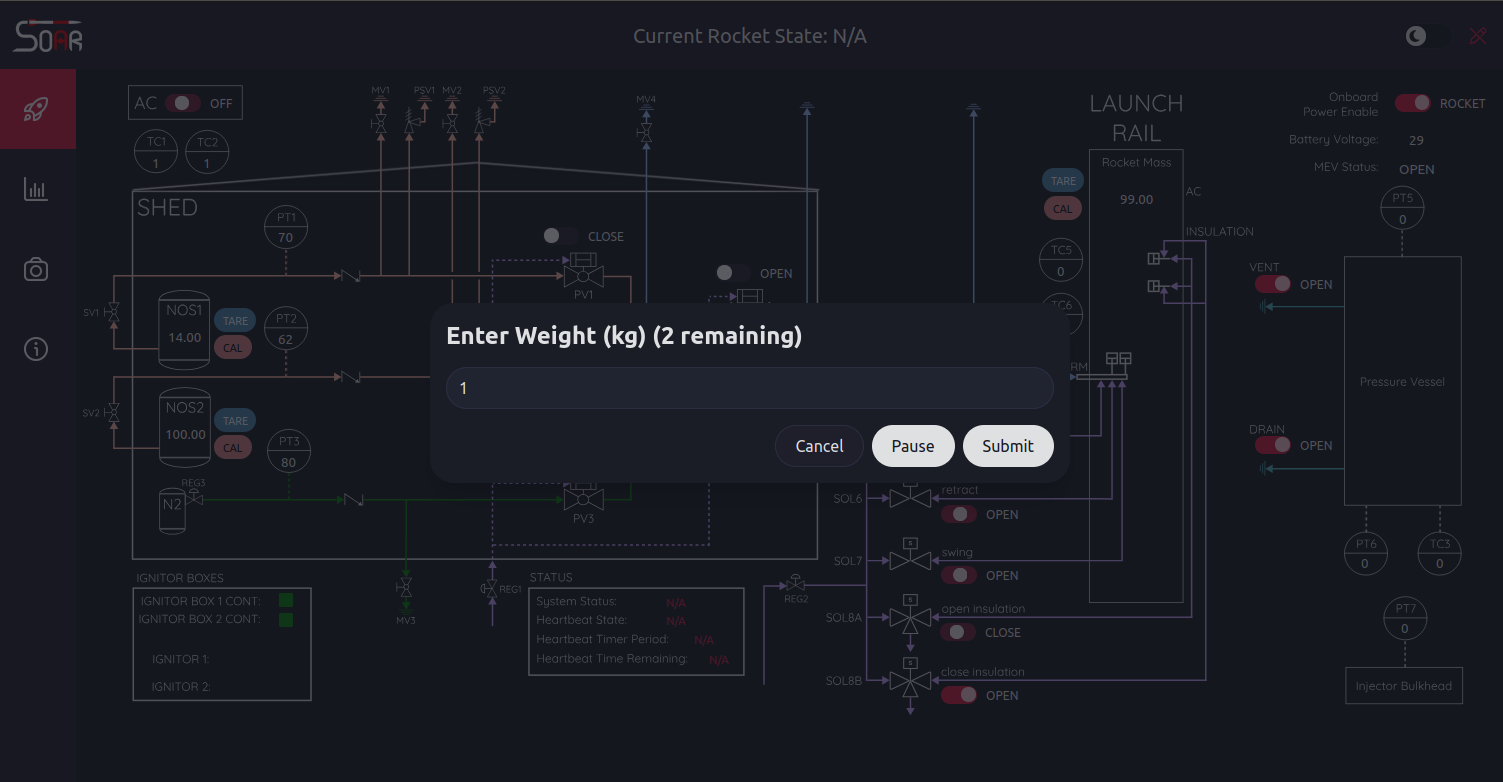 SOAR
Current Rocket State: N/A
AC OFF
TC1
1
TC2
1
MV1
PSV1
MV2
PSV2
MV4
LAUNCH
RAIL
Onboard
Power Enable
ROCKET
Battery Voltage: 29
MEV Status: OPEN
Rocket Mass
99.00
TARE
CAL
AC
INSULATION
TC5
0
TC6
PT5
0
SHED
PT1
70
CLOSE
PV1
OPEN
SV1
NOS1
14.00
TARE
CAL
PT2
62
SV2
NOS2
100.00
TARE
CAL
PT3
80
REG3
N2
PV3
Enter Weight (kg) (2 remaining)
1
Cancel
Pause
Submit
RM
VENT
OPEN
Pressure Vessel
DRAIN
OPEN
SOL6
retract
OPEN
SOL7
S
swing
OPEN
SOL8A
S
open insulation
CLOSE
SOL8B
S
close insulation
OPEN
PT6
0
TC3
0
PT7
0
Injector Bulkhead
MV3
REG1
REG2
IGNITOR BOXES
IGNITOR BOX 1 CONT:
IGNITOR BOX 2 CONT:
IGNITOR 1:
IGNITOR 2:
STATUS
System Status: N/A
Heartbeat State: N/A
Heartbeat Timer Period: N/A
Heartbeat Time Remaining: N/A